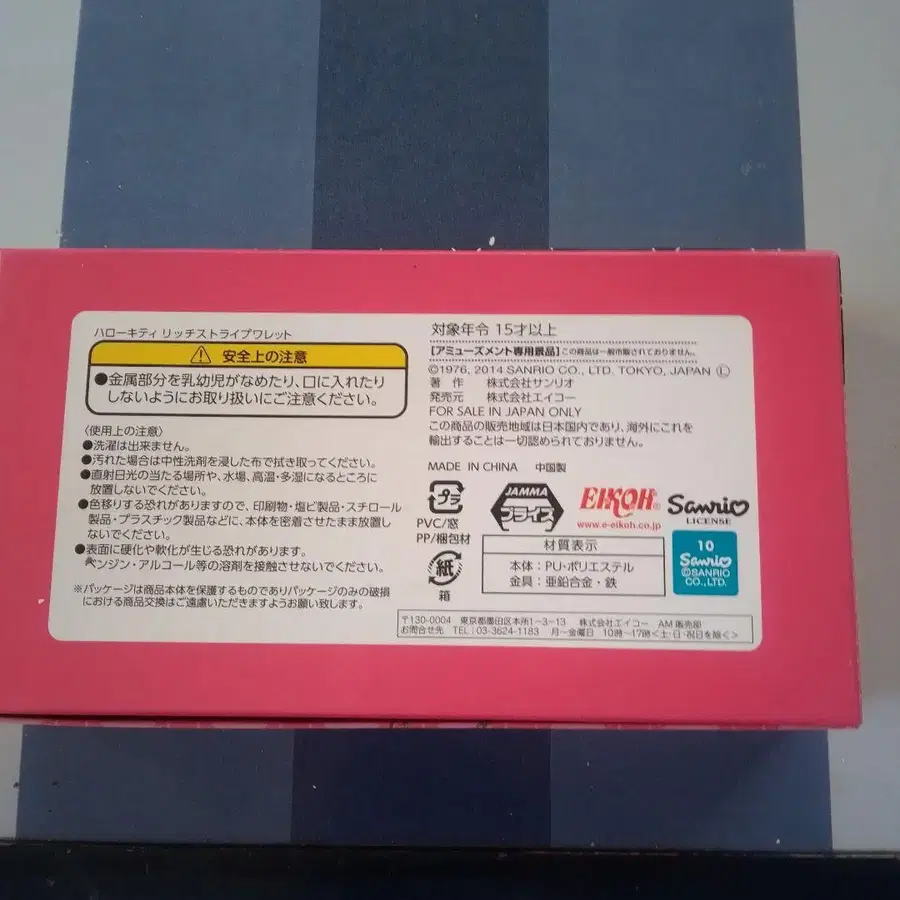 ハローキティ リッチストライプワレット
⚠ 安全上の注意
●金属部分を乳幼児がなめたり、口に入れたり
しないようにお取り扱いにご注意ください。
〈使用上の注意〉
●洗濯は出来ません。
●汚れた場合は中性洗剤を浸した布で拭き取ってください。
●直射日光の当たる場所や、水場、高温・多湿になるところに
放置しないでください。
●色移りする恐れがありますので、印刷物・塩ビ製品・スチロール
製品・プラスチック製品などに、本体を密着させたまま放置し
ないでください。
●表面に硬化や軟化が生じる恐れがあります。
ベンジン・アルコール等の溶剤を接触させないでください。
※パッケージは商品本体を保護するものでありパッケージのみの破損
における商品交換はご遠慮いただきますようお願い致します。
対象年令 15才以上
【アミューズメント専用景品】この商品は一般市販されておりません。
©1976, 2014 SANRIO CO., LTD. TOKYO, JAPAN Ⓛ
著 作 株式会社サンリオ
発売元 株式会社エイコー
FOR SALE IN JAPAN ONLY
この商品の販売地域は日本国内であり、海外にこれを
輸出することは一切認められておりません。
MADE IN CHINA 中国製
プラ
PVC/窓
PP/梱包材
紙
箱
JAMMA
プライズ
EIKOH®
www.e-eikoh.co.jp
Sanrio
LICENSE
材質表示
本体：PU・ポリエステル
金具：亜鉛合金・鉄
10
Sanrio
©SANRIO
CO.,LTD.
〒130-0004 東京都墨田区本所1-3-13 株式会社エイコー AM販売部
お問合せ先 TEL：03-3624-1183 月～金曜日 10時～17時＜土・日・祝日を除く＞